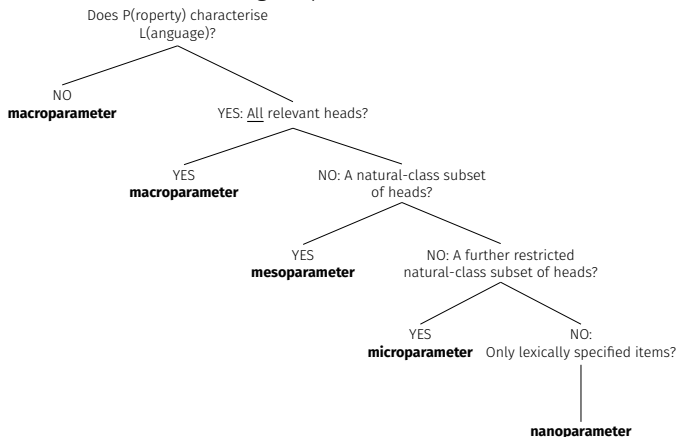 Does P(roperty) characterise
L(anguage)?
NO
macroparameter
YES: All relevant heads?
YES
macroparameter
NO: A natural-class subset
of heads?
YES
mesoparameter
NO: A further restricted
natural-class subset of heads?
YES
microparameter
NO:
Only lexically specified items?
nanoparameter